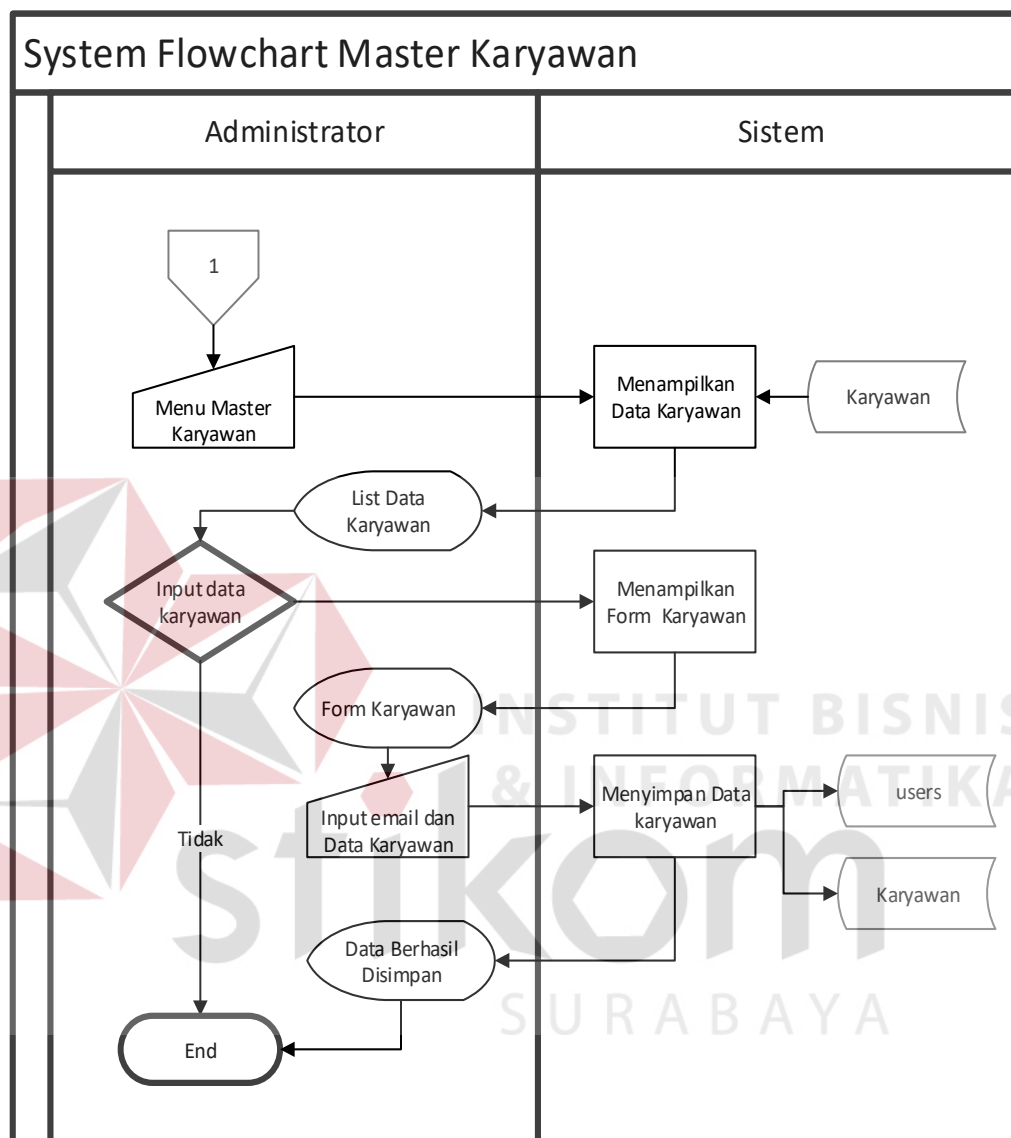 System Flowchart Master Karyawan
Administrator
Sistem
1
Menu Master
Karyawan
Menampilkan
Data Karyawan
Karyawan
List Data
Karyawan
Input data
karyawan
Menampilkan
Form Karyawan
Form Karyawan
INSTITUT BISNIS
& INFORMATIKA
Input email dan
Data Karyawan
Menyimpan Data
karyawan
users
Tidak
stikom
Karyawan
Data Berhasil
Disimpan
SURABAYA
End